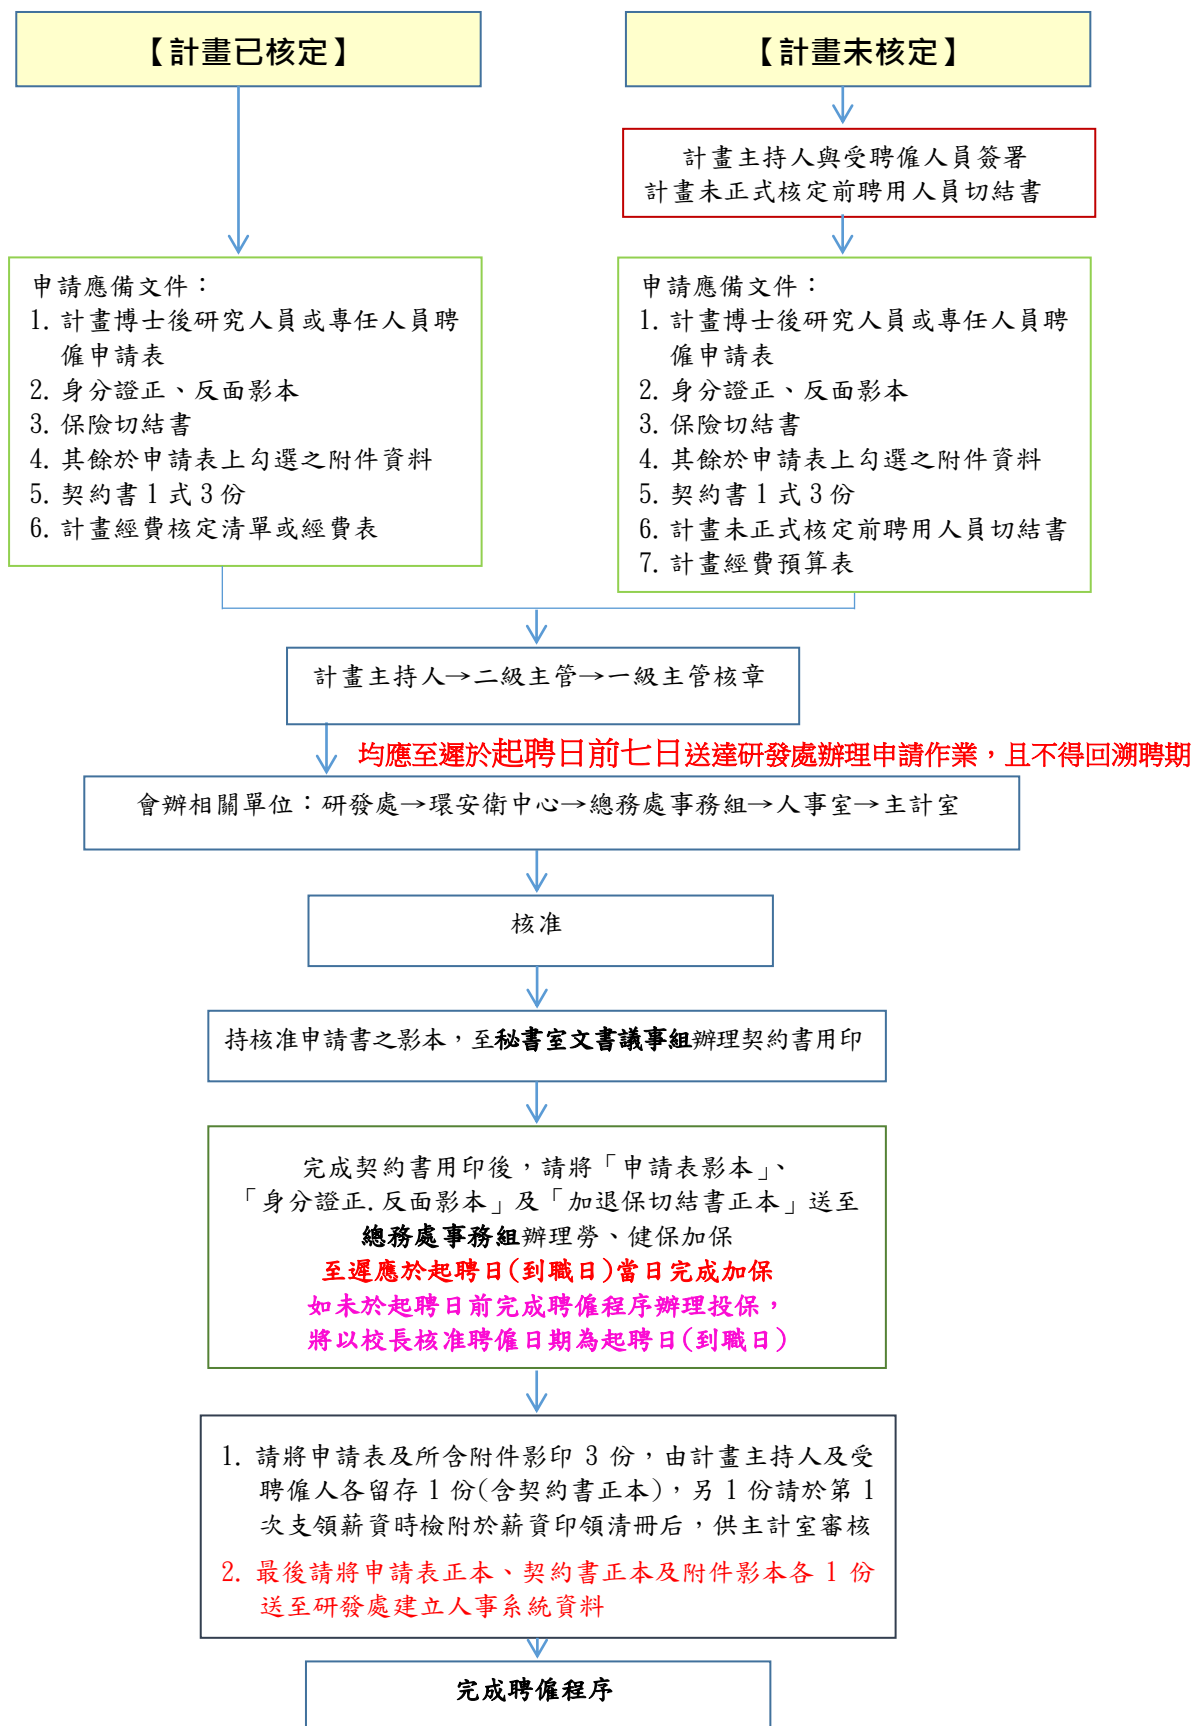 【計畫已核定】
【計畫未核定】
計畫主持人與受聘僱人員簽署
計畫未正式核定前聘用人員切結書
申請應備文件：
1. 計畫博士後研究人員或專任人員聘
僱申請表
2. 身分證正、反面影本
3. 保險切結書
4. 其餘於申請表上勾選之附件資料
5. 契約書 1 式 3 份
6. 計畫經費核定清單或經費表
申請應備文件：
1. 計畫博士後研究人員或專任人員聘
僱申請表
2. 身分證正、反面影本
3. 保險切結書
4. 其餘於申請表上勾選之附件資料
5. 契約書 1 式 3 份
6. 計畫未正式核定前聘用人員切結書
7. 計畫經費預算表
計畫主持人→二級主管→一級主管核章
均應至遲於起聘日前七日送達研發處辦理申請作業，且不得回溯聘期
會辦相關單位：研發處→環安衛中心→總務處事務組→人事室→主計室
核准
持核准申請書之影本，至秘書室文書議事組辦理契約書用印
完成契約書用印後，請將「申請表影本」、
「身分證正.反面影本」及「加退保切結書正本」送至
總務處事務組辦理勞、健保加保
至遲應於起聘日(到職日)當日完成加保
如未於起聘日前完成聘僱程序辦理投保，
將以校長核准聘僱日期為起聘日(到職日)
1. 請將申請表及所含附件影印 3 份，由計畫主持人及受
聘僱人各留存 1 份(含契約書正本)，另 1 份請於第 1
次支領薪資時檢附於薪資印領清冊后，供主計室審核
2. 最後請將申請表正本、契約書正本及附件影本各 1 份
送至研發處建立人事系統資料
完成聘僱程序